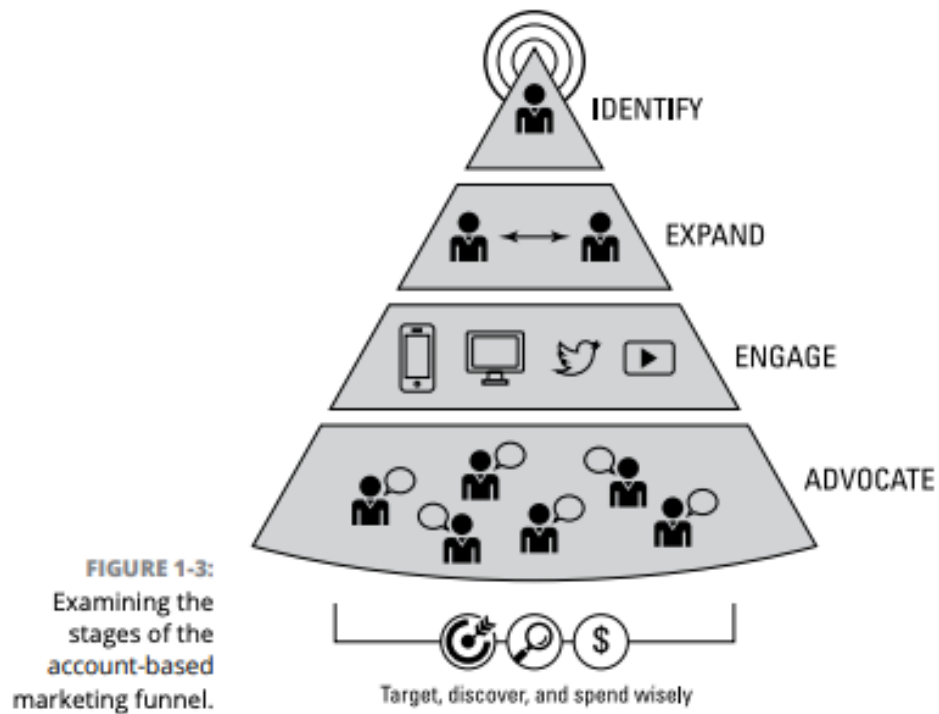 IDENTIFY
EXPAND
ENGAGE
ADVOCATE
FIGURE 1-3:
Examining the
stages of the
account-based
marketing funnel.
$
Target, discover, and spend wisely